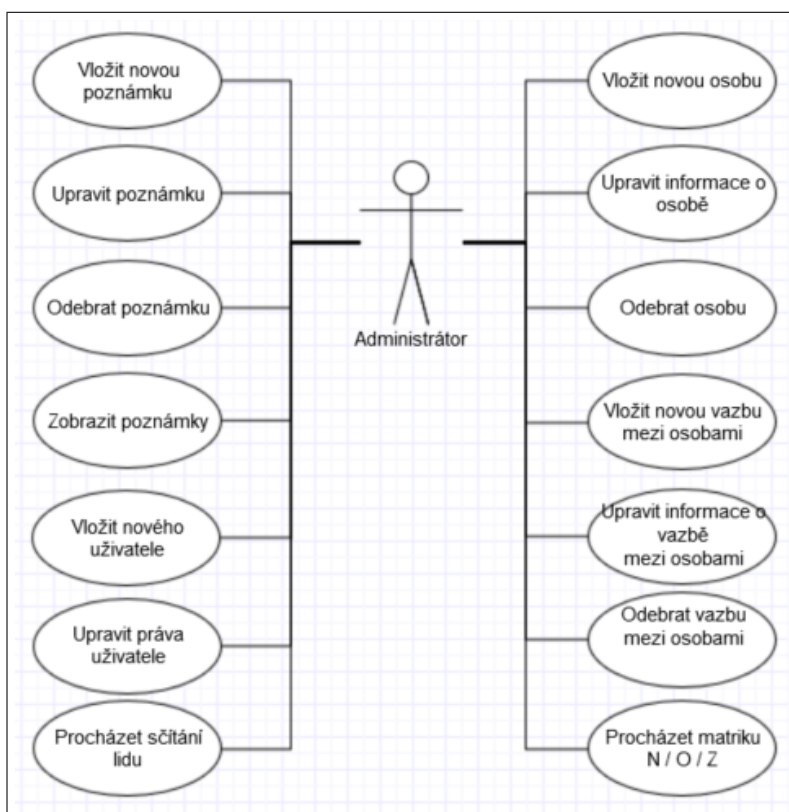 Vložit novou
poznámku
Upravit poznámku
Odebrat poznámku
Zobrazit poznámky
Vložit nového
uživatele
Upravit práva
uživatele
Procházet sčítání
lidu
Administrátor
Vložit novou osobu
Upravit informace o
osobě
Odebrat osobu
Vložit novou vazbu
mezi osobami
Upravit informace o
vazbě
mezi osobami
Odebrat vazbu
mezi osobami
Procházet matriku
N / O / Z